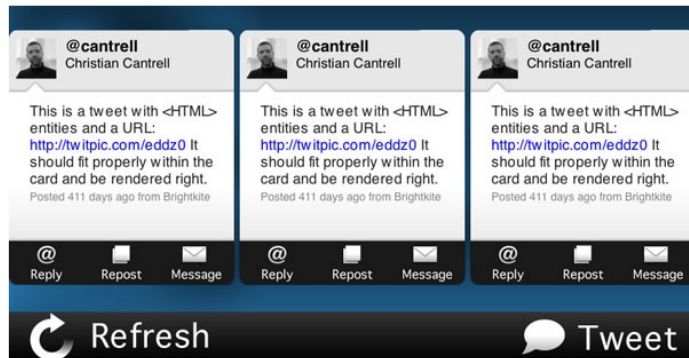 @cantrell
Christian Cantrell
This is a tweet with <HTML>
entities and a URL:
http://twitpic.com/eddz0 It
should fit properly within the
card and be rendered right.
Posted 411 days ago from Brightkite
@
Reply
Repost
Message
@cantrell
Christian Cantrell
This is a tweet with <HTML>
entities and a URL:
http://twitpic.com/eddz0 It
should fit properly within the
card and be rendered right.
Posted 411 days ago from Brightkite
@
Reply
Repost
Message
@cantrell
Christian Cantrell
This is a tweet with <HTML>
entities and a URL:
http://twitpic.com/eddz0 It
should fit properly within the
card and be rendered right.
Posted 411 days ago from Brightkite
@
Reply
Repost
Message
Refresh
Tweet